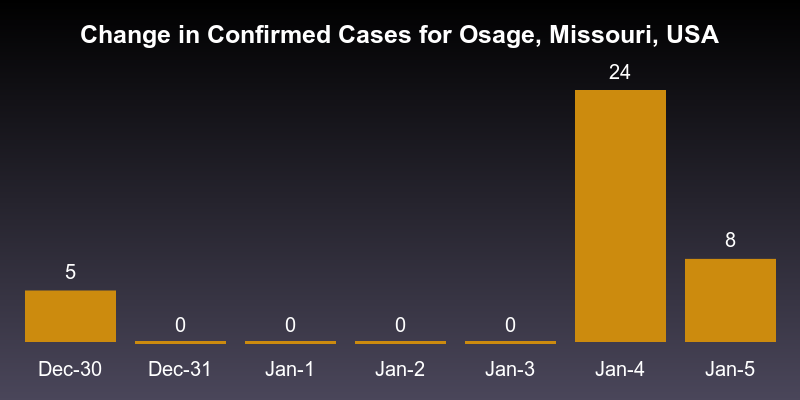 Change in Confirmed Cases for Osage, Missouri, USA
24
8
5
0 0 0 0
Dec-30 Dec-31 Jan-1 Jan-2 Jan-3 Jan-4 Jan-5